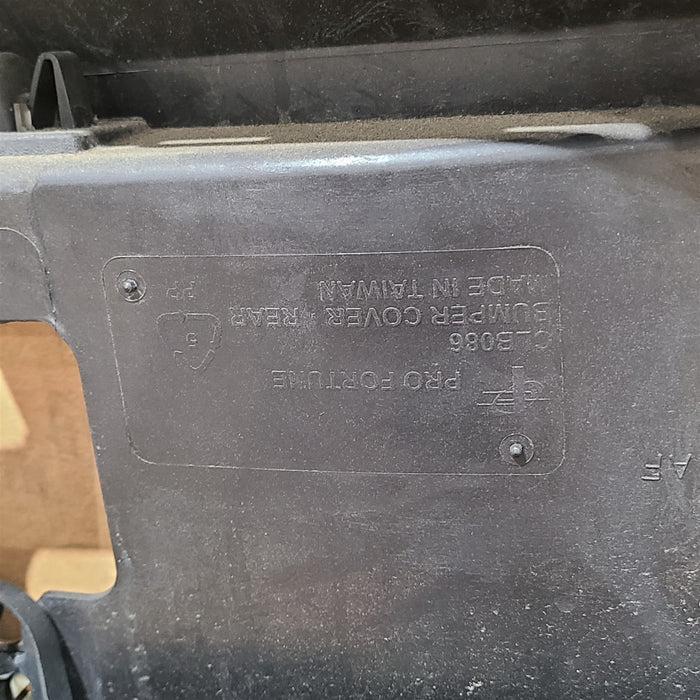 PRO FORTUNE
CLB086
BUMPER COVER - REAR
MADE IN TAIWAN
5
PP
AF